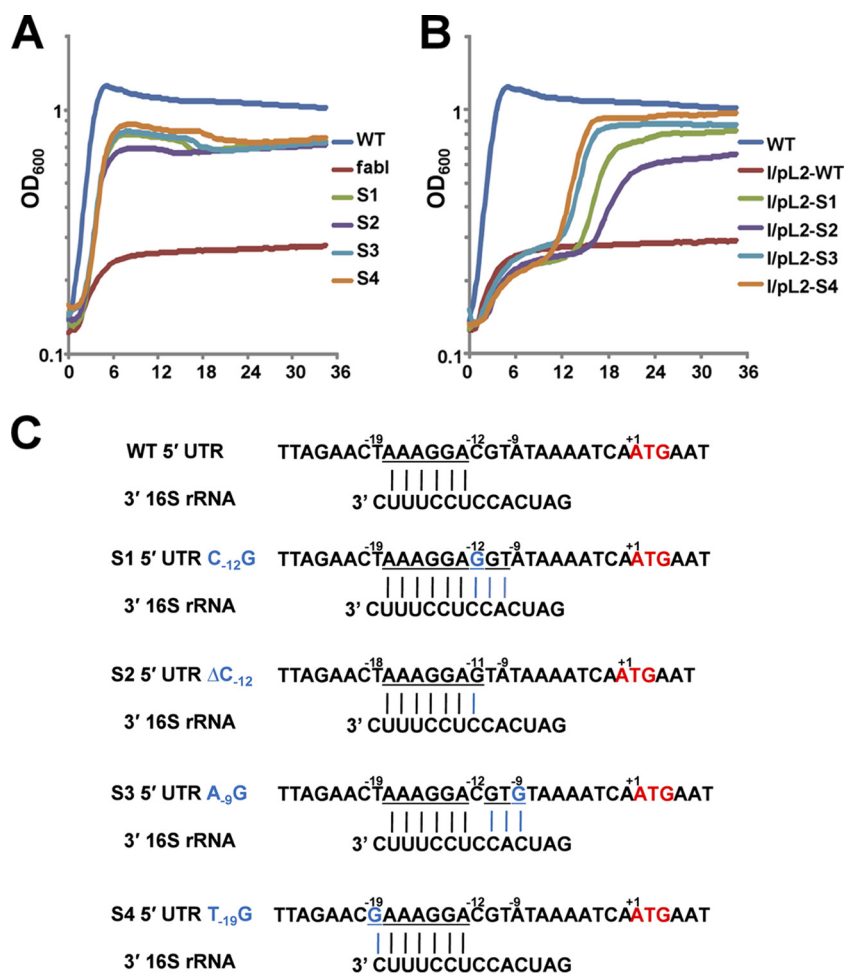 A
OD600
1
0.1
0 6 12 18 24 30 36
WT
fabI
S1
S2
S3
S4
B
OD600
1
0.1
0 6 12 18 24 30 36
WT
I/pL2-WT
I/pL2-S1
I/pL2-S2
I/pL2-S3
I/pL2-S4
C
-19 -12 -9 +1
WT 5′ UTR TTAGAACTAAAGGACGTATAAAATCAATGAAT
3′ 16S rRNA 3’ CUUUCCUCCACUAG
-19 -12 -9 +1
S1 5′ UTR C-12G TTAGAACTAAAGGAGGTATAAAATCAATGAAT
3′ 16S rRNA 3’ CUUUCCUCCACUAG
-18 -11 -9 +1
S2 5′ UTR ΔC-12 TTAGAACTAAAGGAGTATAAAATCAATGAAT
3′ 16S rRNA 3’ CUUUCCUCCACUAG
-19 -12 -9 +1
S3 5′ UTR A-9G TTAGAACTAAAGGACGTGTAAAATCAATGAAT
3′ 16S rRNA 3’ CUUUCCUCCACUAG
-19 -12 -9 +1
S4 5′ UTR T-19G TTAGAACGAAAGGACGTATAAAATCAATGAAT
3′ 16S rRNA 3’ CUUUCCUCCACUAG